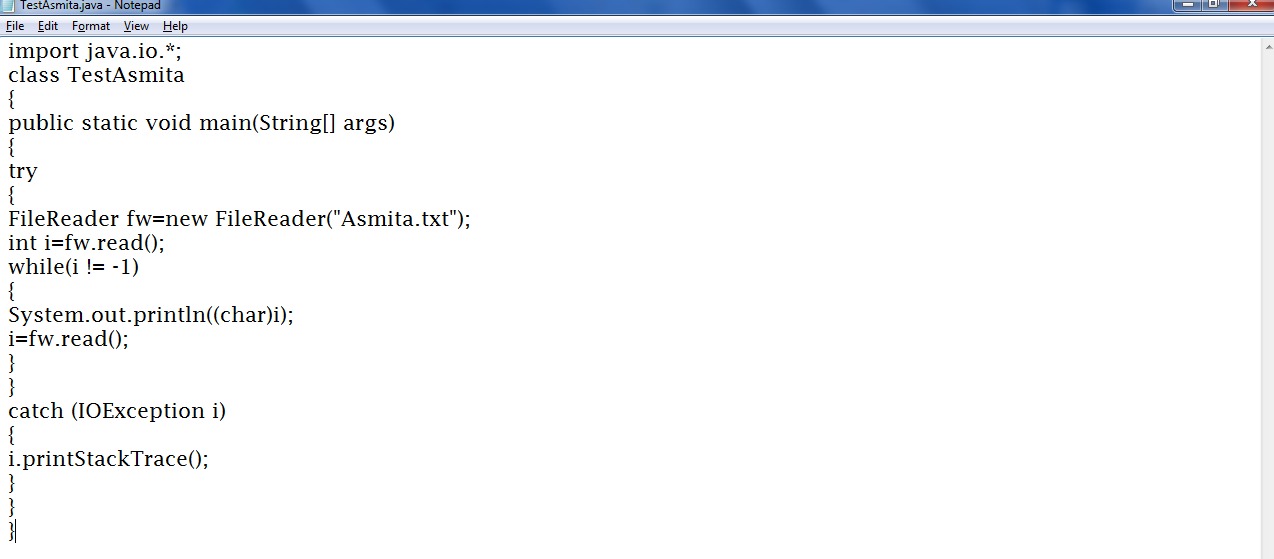 TestAsmita.java - Notepad
File Edit Format View Help
import java.io.*;
class TestAsmita
{
public static void main(String[] args)
{
try
{
FileReader fw=new FileReader("Asmita.txt");
int i=fw.read();
while(i != -1)
{
System.out.println((char)i);
i=fw.read();
}
}
catch (IOException i)
{
i.printStackTrace();
}
}
}